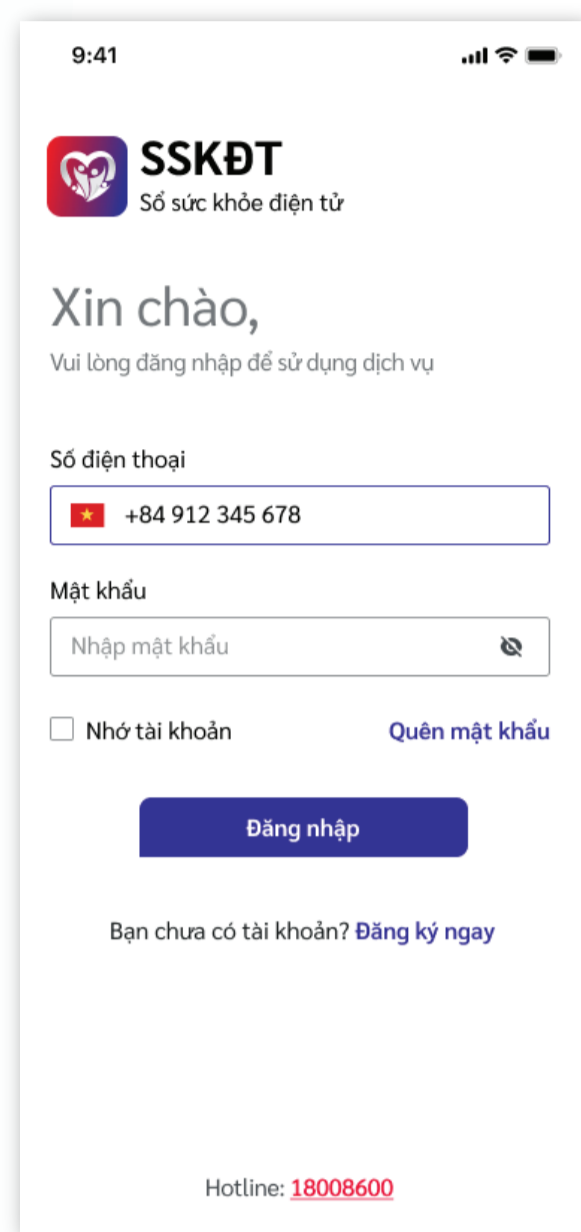 9:41
SSKĐT
Sổ sức khỏe điện tử
Xin chào,
Vui lòng đăng nhập để sử dụng dịch vụ
Số điện thoại
+84 912 345 678
Mật khẩu
Nhập mật khẩu
Nhớ tài khoản Quên mật khẩu
Đăng nhập
Bạn chưa có tài khoản? Đăng ký ngay
Hotline: 18008600